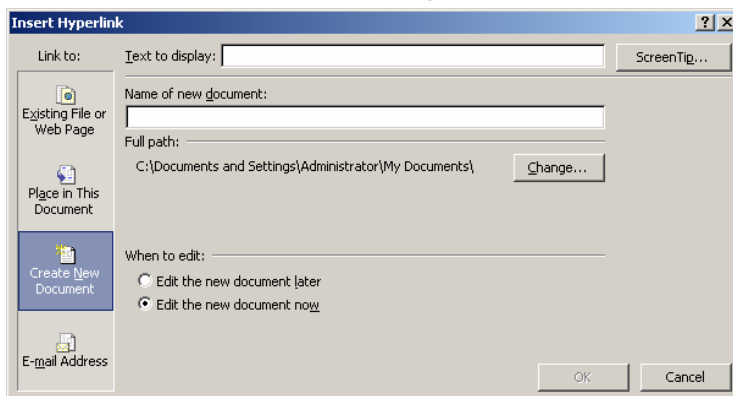 Insert Hyperlink
Link to:
Text to display:
ScreenTip...
Existing File or
Web Page
Place in This
Document
Create New
Document
E-mail Address
Name of new document:
Full path:
C:\Documents and Settings\Administrator\My Documents\
Change...
When to edit:
Edit the new document later
Edit the new document now
OK
Cancel